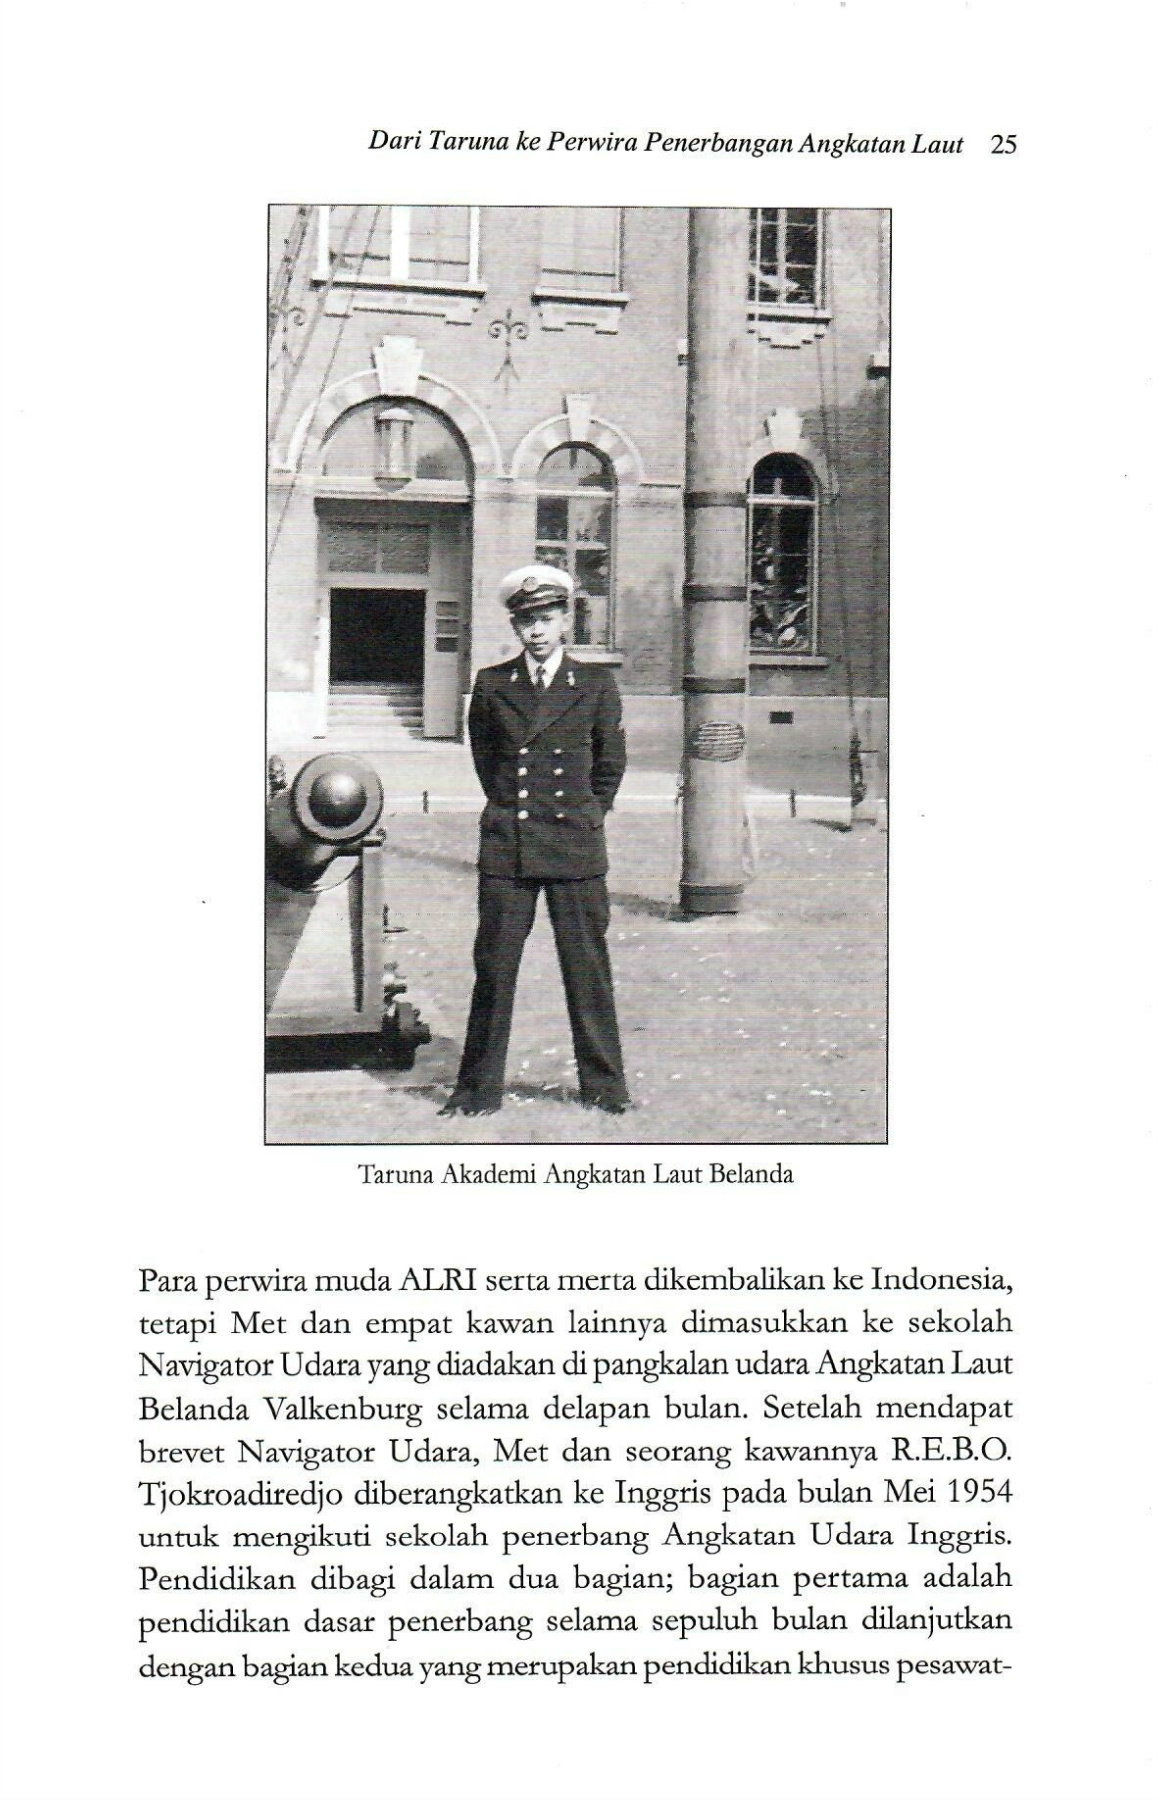 Dari Taruna ke Perwira Penerbangan Angkatan Laut 25
Taruna Akademi Angkatan Laut Belanda
Para perwira muda ALRI serta merta dikembalikan ke Indonesia,
tetapi Met dan empat kawan lainnya dimasukkan ke sekolah
Navigator Udara yang diadakan di pangkalan udara Angkatan Laut
Belanda Valkenburg selama delapan bulan. Setelah mendapat
brevet Navigator Udara, Met dan seorang kawannya R.E.B.O.
Tjokroadiredjo diberangkatkan ke Inggris pada bulan Mei 1954
untuk mengikuti sekolah penerbang Angkatan Udara Inggris.
Pendidikan dibagi dalam dua bagian; bagian pertama adalah
pendidikan dasar penerbang selama sepuluh bulan dilanjutkan
dengan bagian kedua yang merupakan pendidikan khusus pesawat-